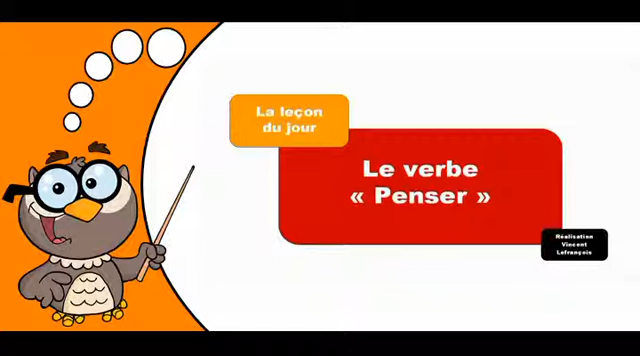 La leçon
du jour
Le verbe
« Penser »
Réalisation
Vincent
Lefrançois